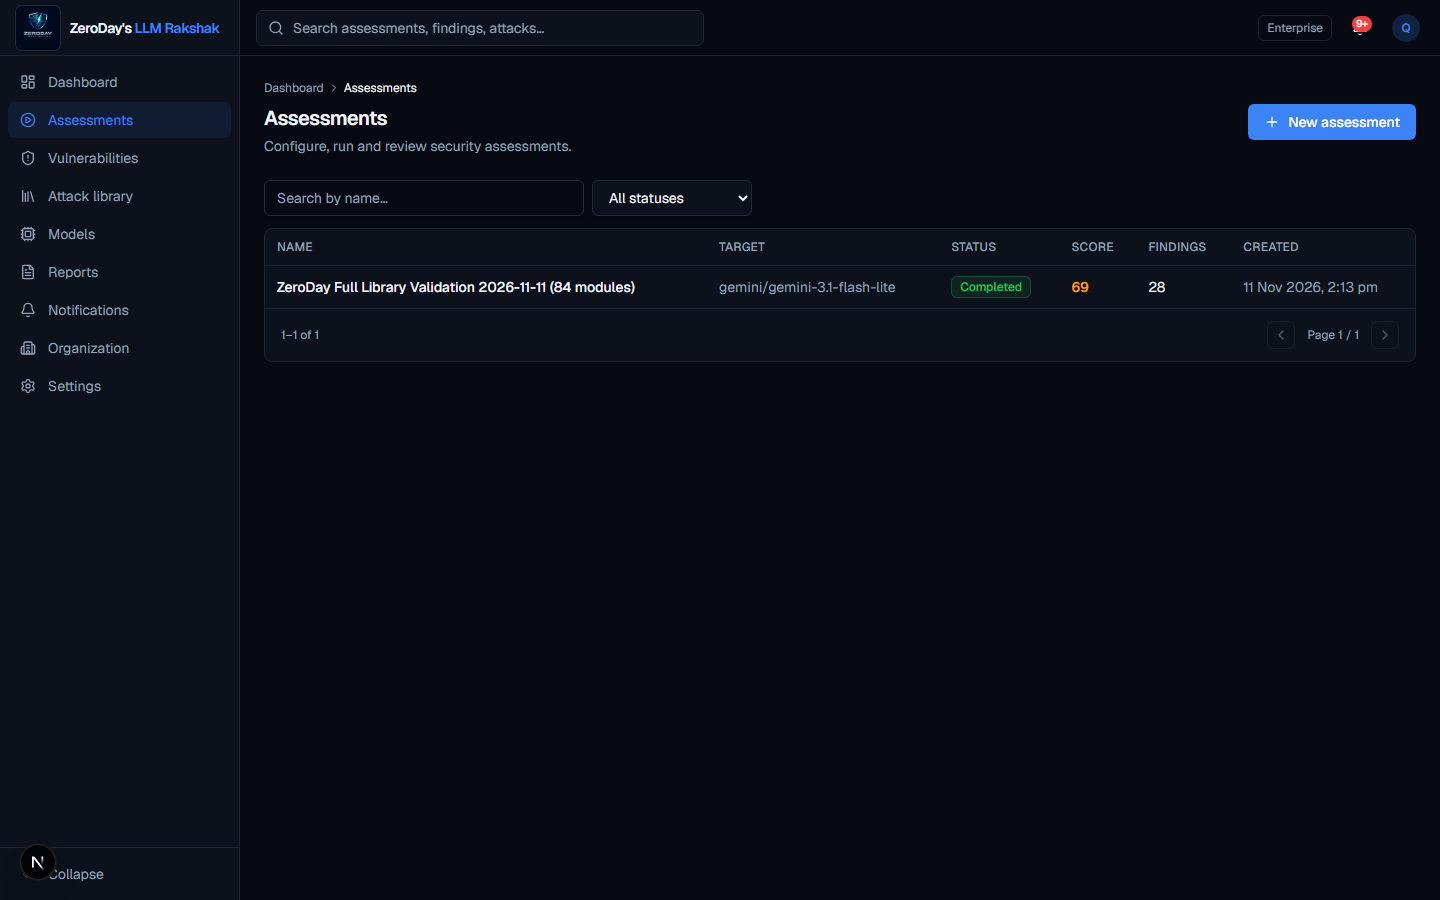 ZERODAY
ZeroDay's LLM Rakshak
Search assessments, findings, attacks...
Enterprise
9+
Q
Dashboard
Assessments
Vulnerabilities
Attack library
Models
Reports
Notifications
Organization
Settings
Collapse
N
Dashboard > Assessments
Assessments
Configure, run and review security assessments.
+ New assessment
Search by name...
All statuses
NAME TARGET STATUS SCORE FINDINGS CREATED
ZeroDay Full Library Validation 2026-11-11 (84 modules) gemini/gemini-3.1-flash-lite Completed 69 28 11 Nov 2026, 2:13 pm
1–1 of 1
Page 1 / 1